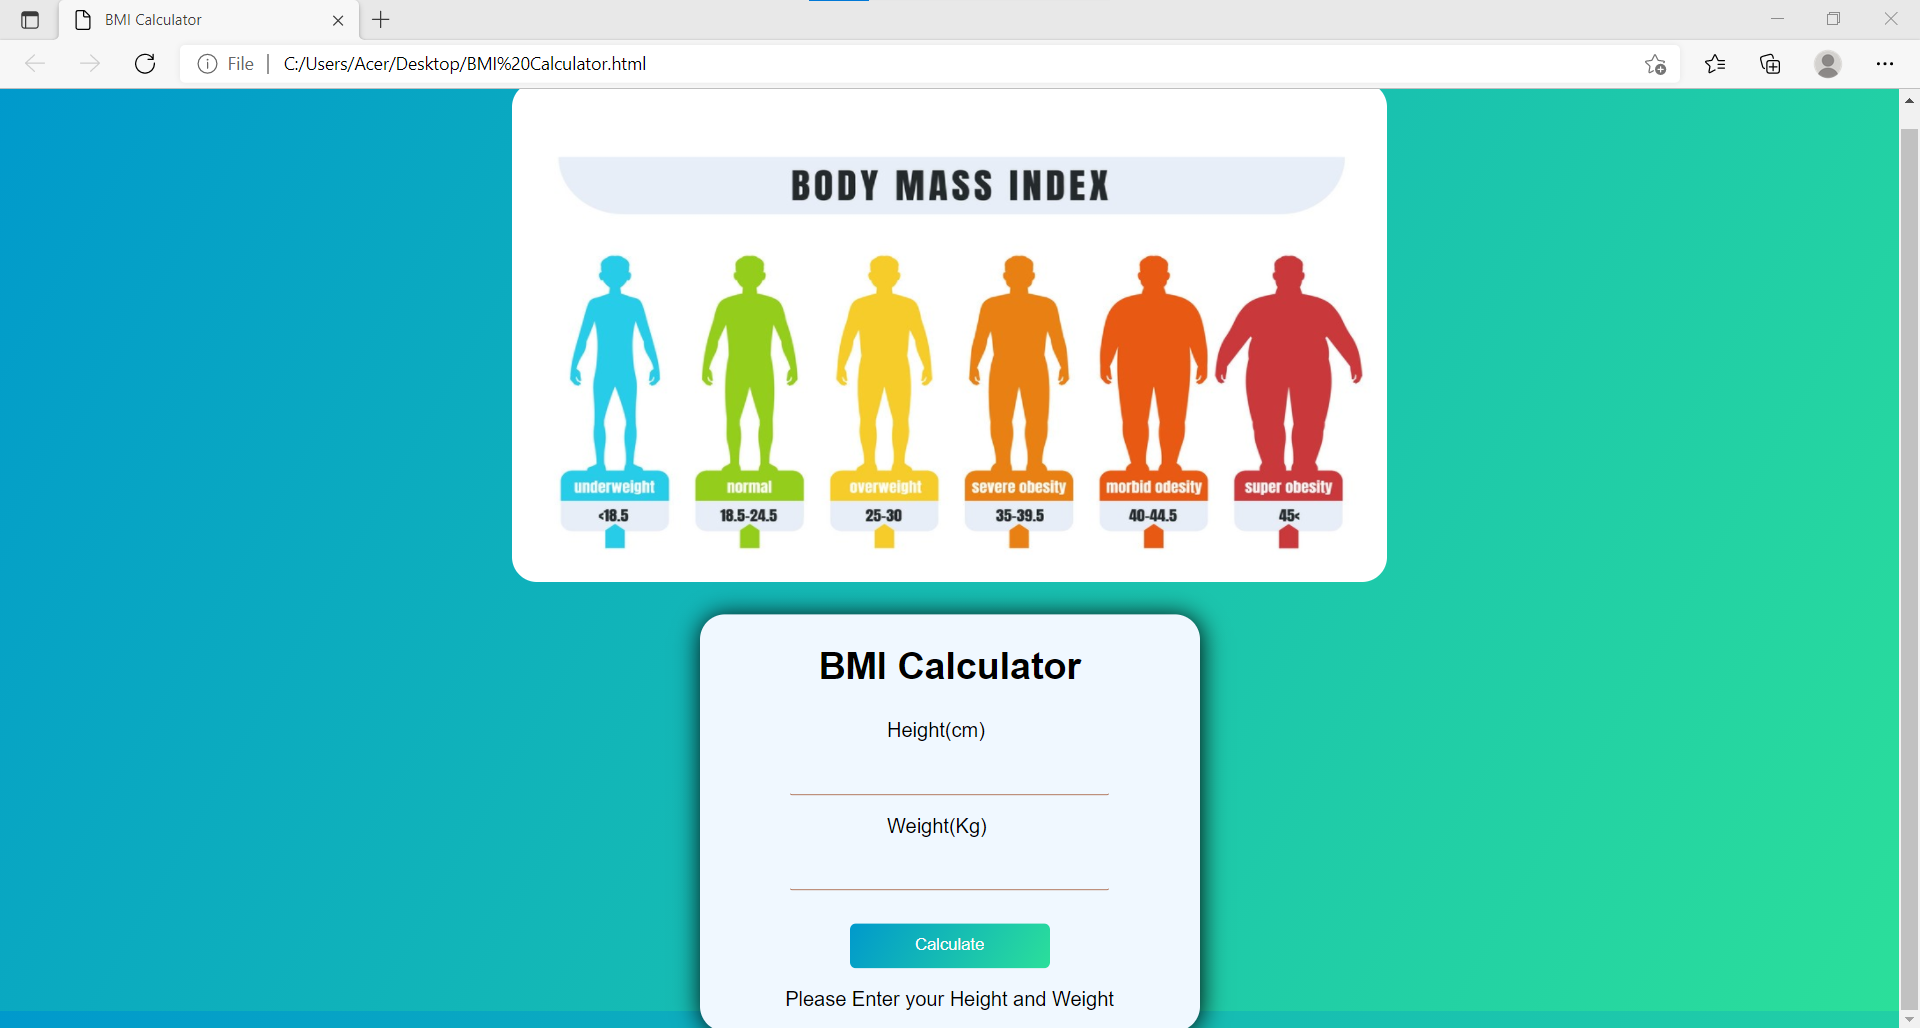 BMI Calculator
File
C:/Users/Acer/Desktop/BMI%20Calculator.html
BODY MASS INDEX
underweight normal overweight severe obesity morbid odesity super obesity
<18.5 18.5-24.5 25-30 35-39.5 40-44.5 45<
BMI Calculator
Height(cm)
Weight(Kg)
Calculate
Please Enter your Height and Weight